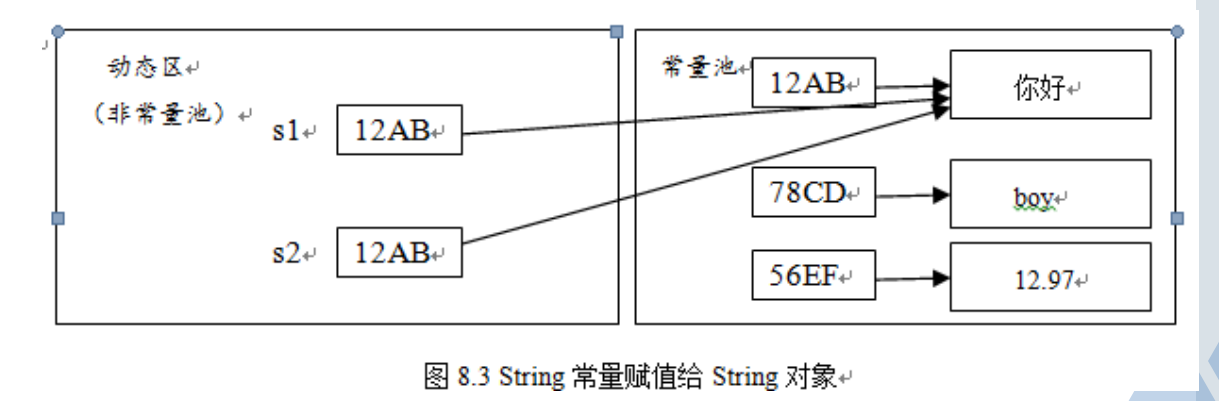 动态区
（非常量池）
s1 12AB
s2 12AB
常量池
12AB 你好
78CD boy
56EF 12.97
图 8.3 String 常量赋值给 String 对象